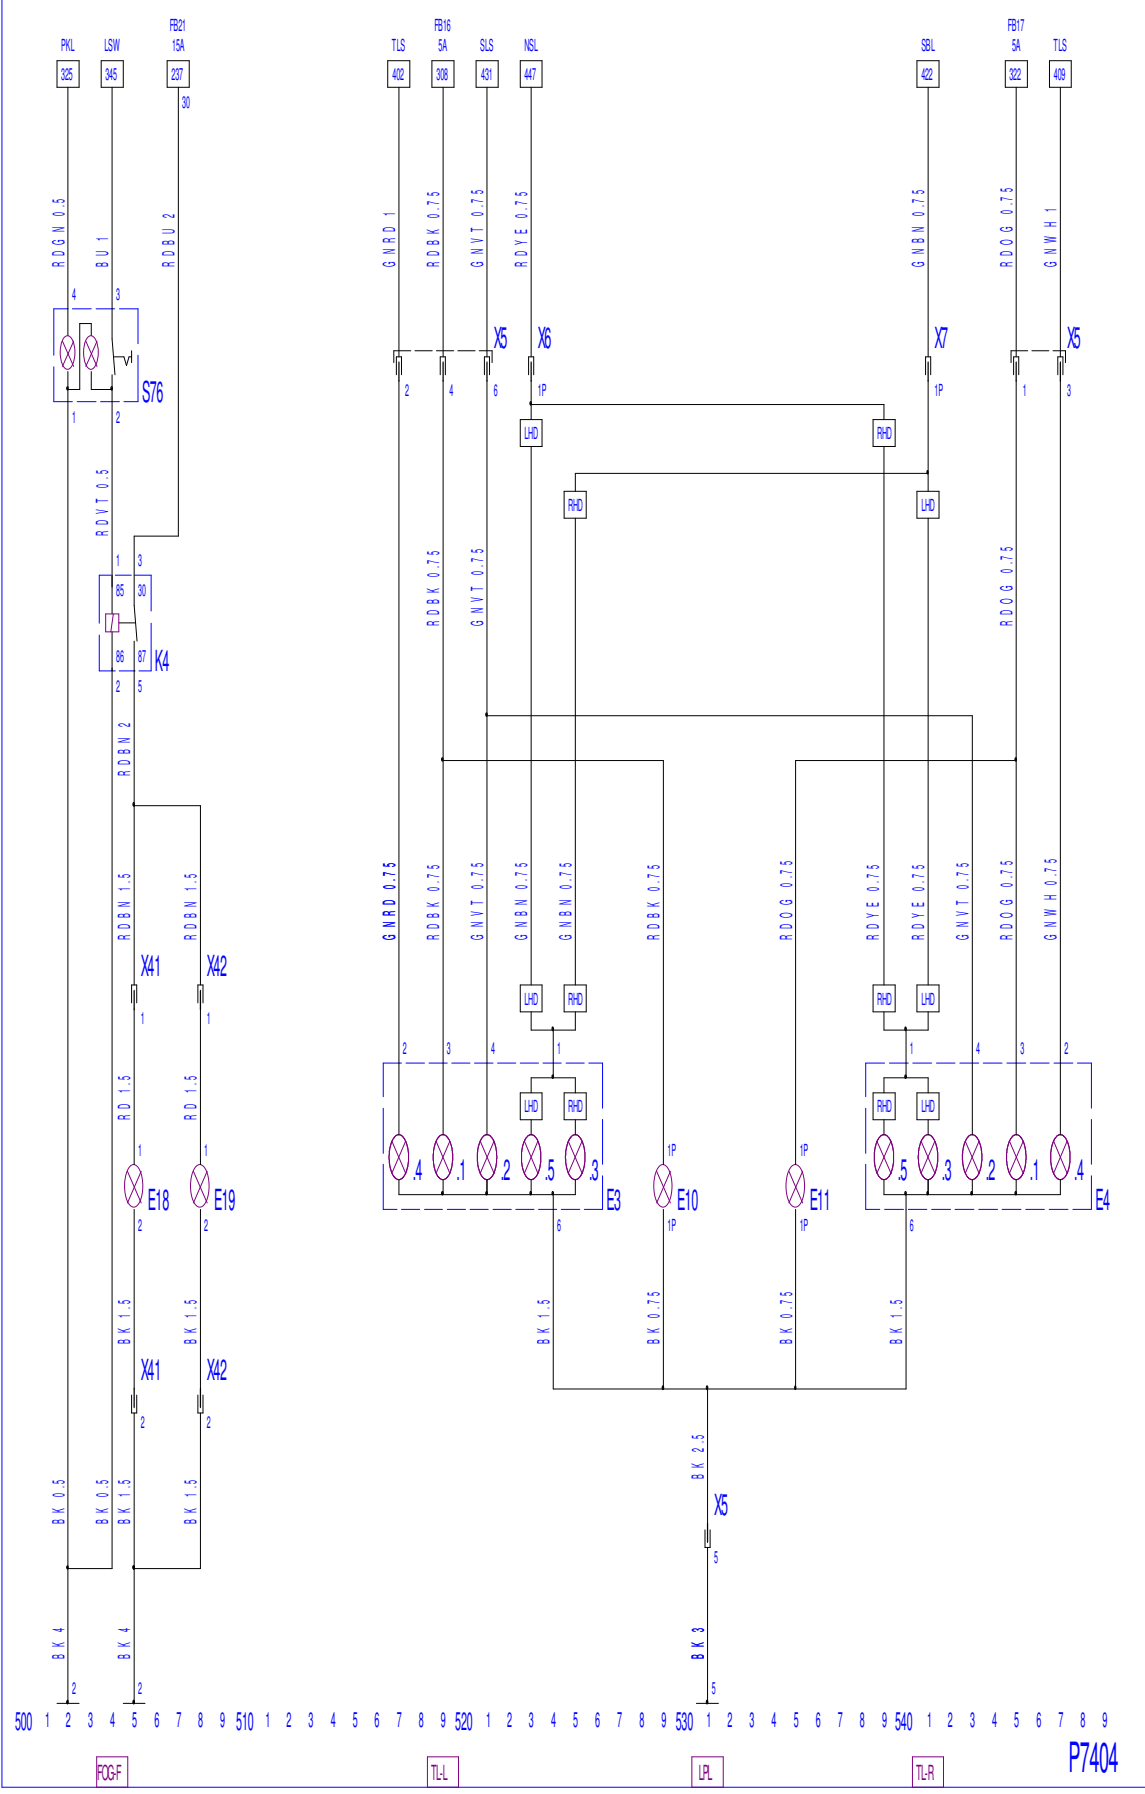 FB21 FB16 FB17
PKL LSW 15A TLS 5A SLS NSL SBL 5A TLS
325 345 237 402 308 431 447 422 322 409
30
RDGN 0.5 BU 1 RDBU 2 GNRD 1 RDBK 0.75 GNVT 0.75 RDYE 0.75 GNBN 0.75 RDOG 0.75 GNWH 1
4 3
X5 X6 X7 X5
S76 2 4 6 1P 1P 1 3
1 2
LHD RHD
RHD LHD
RDVT 0.5
1 3
85 30 RDBK 0.75 GNVT 0.75 RDOG 0.75
86 87 K4
2 5
RDBN 2
RDBN 1.5 RDBN 1.5 GNRD 0.75 RDBK 0.75 GNVT 0.75 GNBN 0.75 GNBN 0.75 RDBK 0.75 RDOG 0.75 RDYE 0.75 RDYE 0.75 GNVT 0.75 RDOG 0.75 GNWH 0.75
X41 X42
LHD RHD RHD LHD
1 1
2 3 4 1 1 4 3 2
RD 1.5 RD 1.5 LHD RHD RHD LHD
1 1 1P 1P
.4 .1 .2 .5 .3 .5 .3 .2 .1 .4
E18 E19 E3 E10 E11 E4
2 2 6 1P 1P 6
BK 1.5 BK 1.5 BK 1.5 BK 0.75 BK 0.75 BK 1.5
X41 X42
2 2
BK 2.5
BK 0.5 BK 0.5 BK 1.5 BK 1.5 X5
5
BK 4 BK 4 BK 3
2 2 5
500 1 2 3 4 5 6 7 8 9 510 1 2 3 4 5 6 7 8 9 520 1 2 3 4 5 6 7 8 9 530 1 2 3 4 5 6 7 8 9 540 1 2 3 4 5 6 7 8 9
FOG-F TL-L LPL TL-R P7404